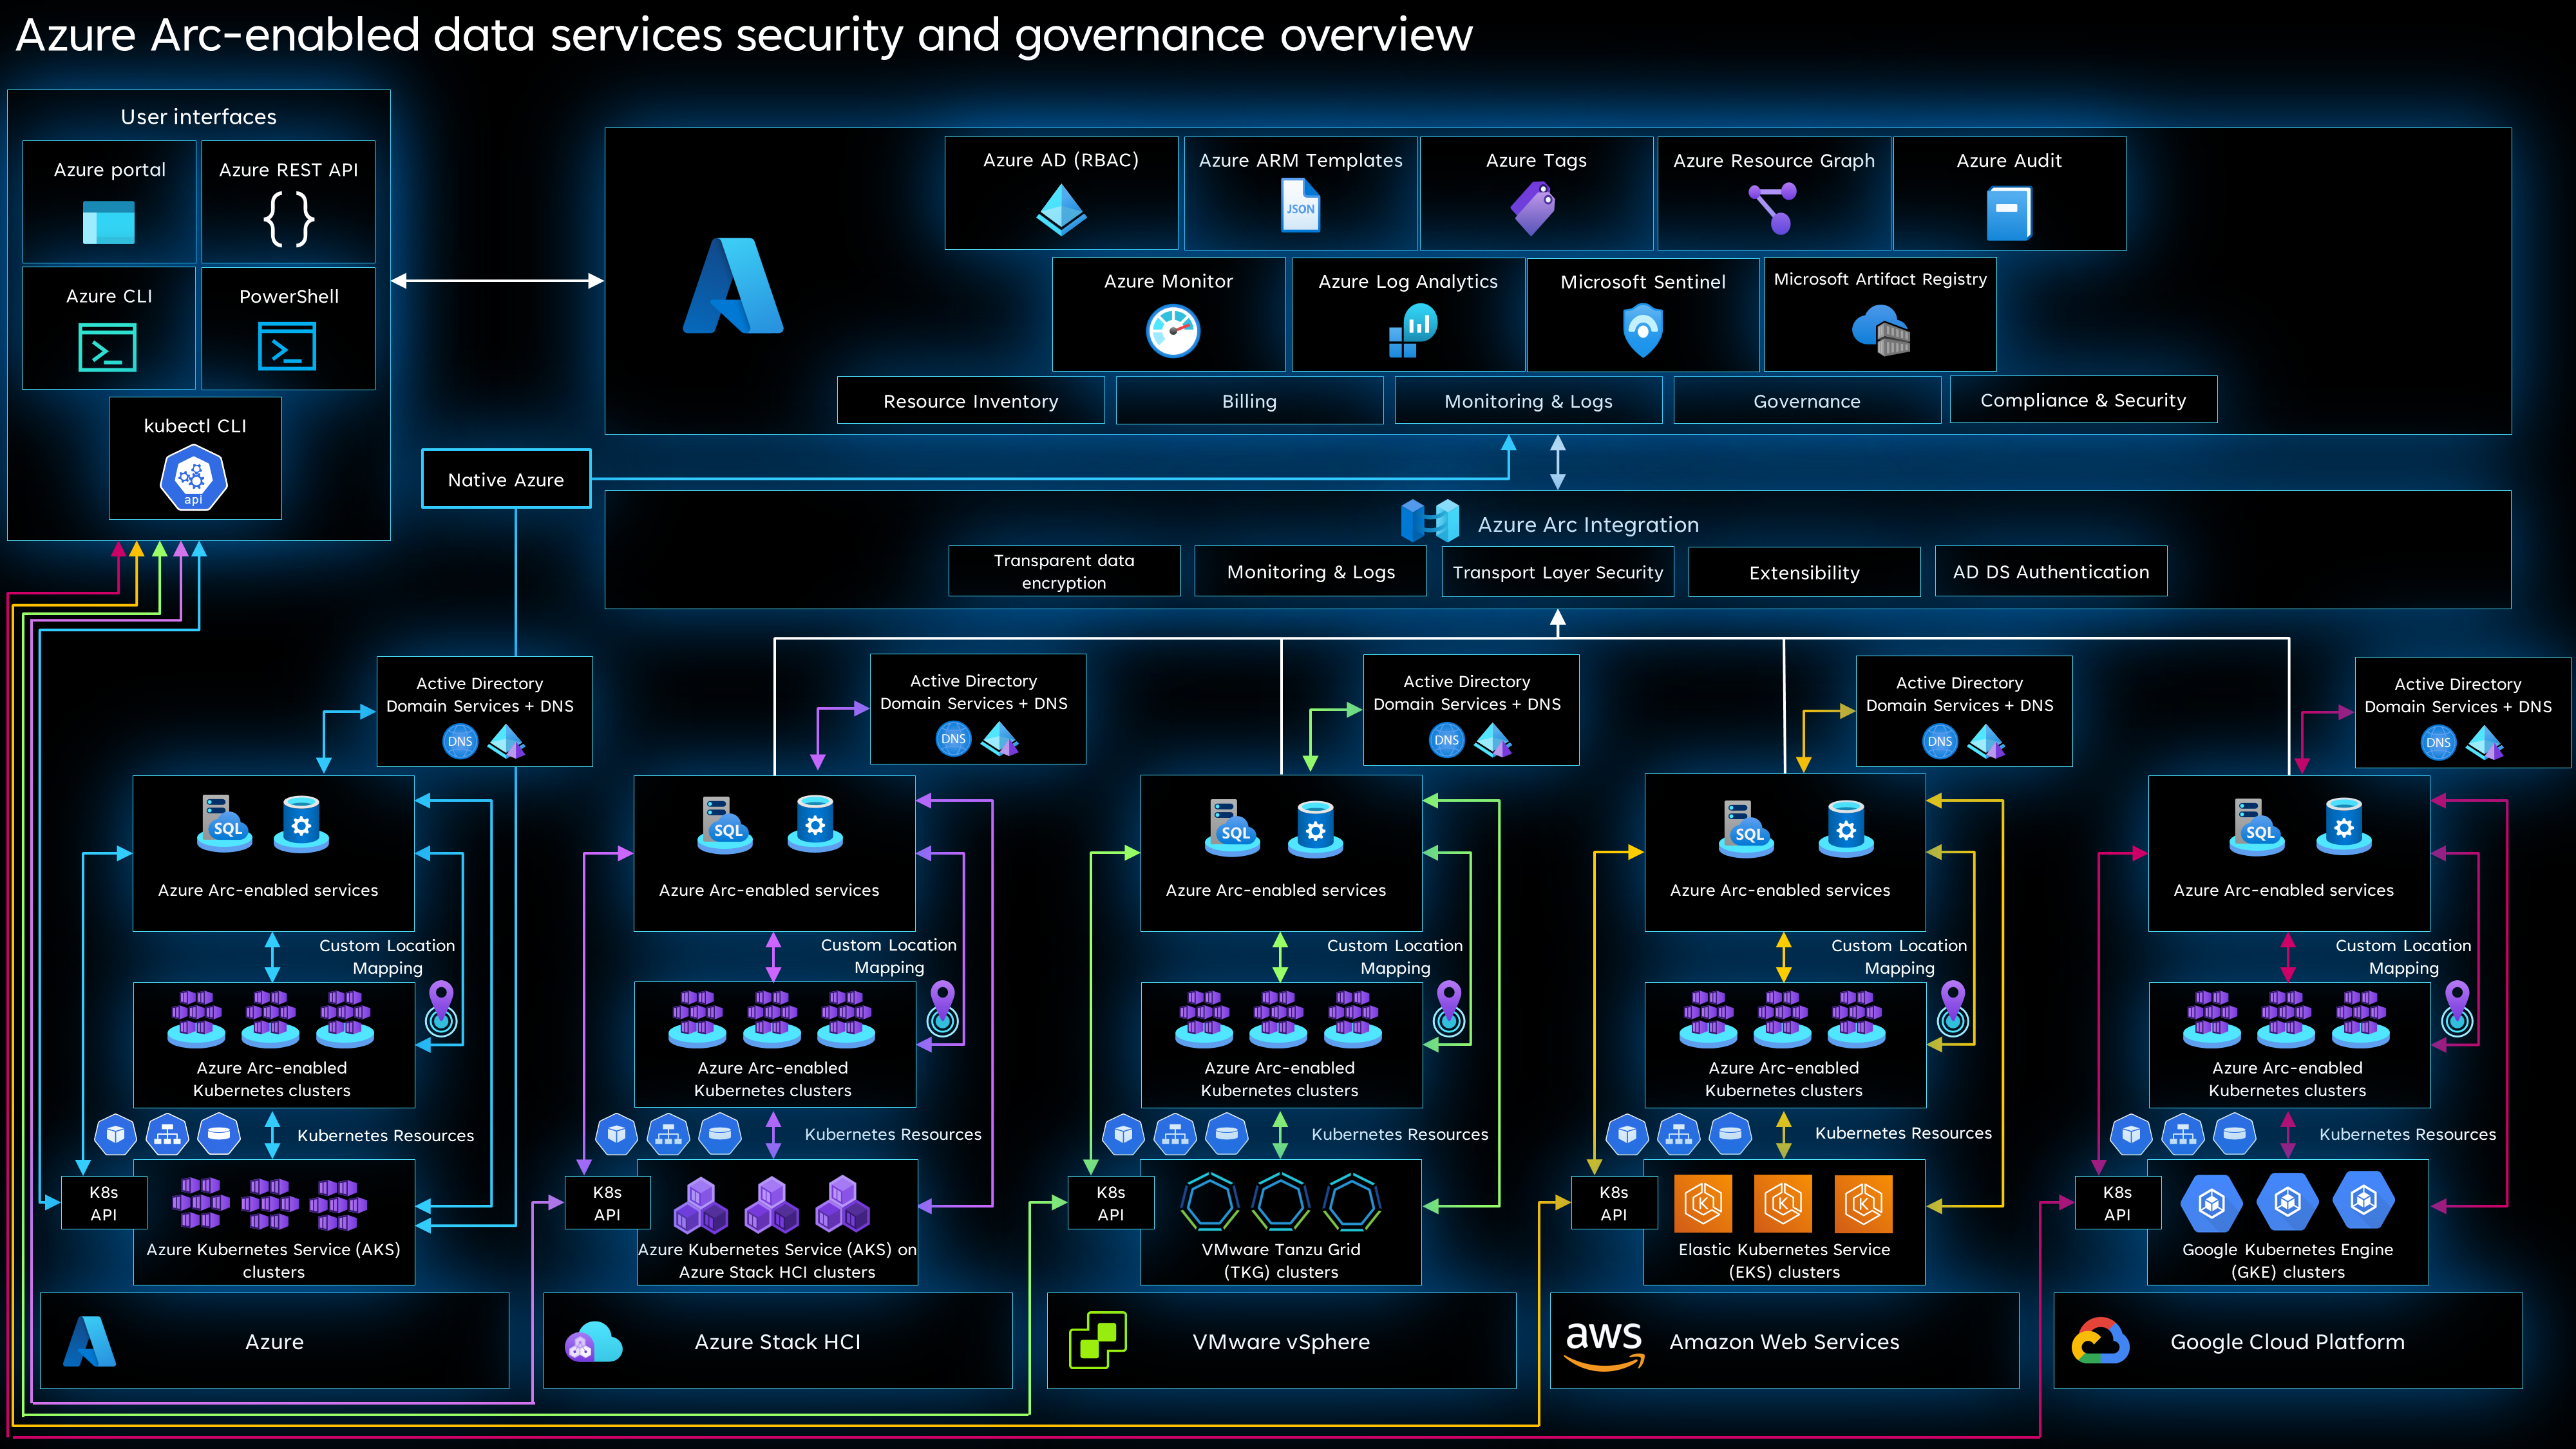 Azure Arc-enabled data services security and governance overview
User interfaces
Azure portal
Azure REST API
{ }
Azure CLI
PowerShell
kubectl CLI
api
Azure AD (RBAC)
Azure ARM Templates
JSON
Azure Tags
Azure Resource Graph
Azure Audit
Azure Monitor
Azure Log Analytics
Microsoft Sentinel
Microsoft Artifact Registry
Resource Inventory
Billing
Monitoring & Logs
Governance
Compliance & Security
Native Azure
Azure Arc Integration
Transparent data
encryption
Monitoring & Logs
Transport Layer Security
Extensibility
AD DS Authentication
Active Directory
Domain Services + DNS
DNS
SQL
Azure Arc-enabled services
Custom Location
Mapping
Azure Arc-enabled
Kubernetes clusters
Kubernetes Resources
K8s
API
Azure Kubernetes Service (AKS)
clusters
Azure
Active Directory
Domain Services + DNS
DNS
SQL
Azure Arc-enabled services
Custom Location
Mapping
Azure Arc-enabled
Kubernetes clusters
Kubernetes Resources
K8s
API
Azure Kubernetes Service (AKS) on
Azure Stack HCI clusters
Azure Stack HCI
Active Directory
Domain Services + DNS
DNS
SQL
Azure Arc-enabled services
Custom Location
Mapping
Azure Arc-enabled
Kubernetes clusters
Kubernetes Resources
K8s
API
VMware Tanzu Grid
(TKG) clusters
VMware vSphere
Active Directory
Domain Services + DNS
DNS
SQL
Azure Arc-enabled services
Custom Location
Mapping
Azure Arc-enabled
Kubernetes clusters
Kubernetes Resources
K8s
API
K
K
K
Elastic Kubernetes Service
(EKS) clusters
aws
Amazon Web Services
Active Directory
Domain Services + DNS
DNS
SQL
Azure Arc-enabled services
Custom Location
Mapping
Azure Arc-enabled
Kubernetes clusters
Kubernetes Resources
K8s
API
Google Kubernetes Engine
(GKE) clusters
Google Cloud Platform